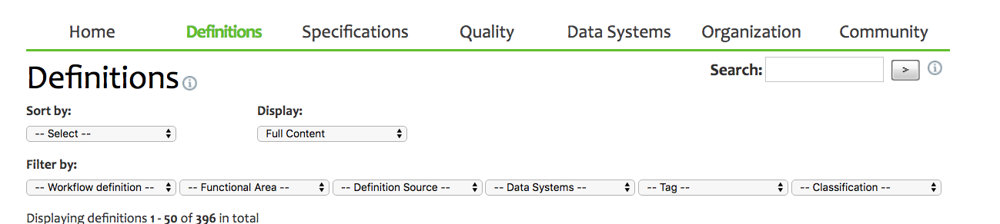 Home Definitions Specifications Quality Data Systems Organization Community
Definitions
Search: >
Sort by: Display:
-- Select -- Full Content
Filter by:
-- Workflow definition -- -- Functional Area -- -- Definition Source -- -- Data Systems -- -- Tag -- -- Classification --
Displaying definitions 1 - 50 of 396 in total